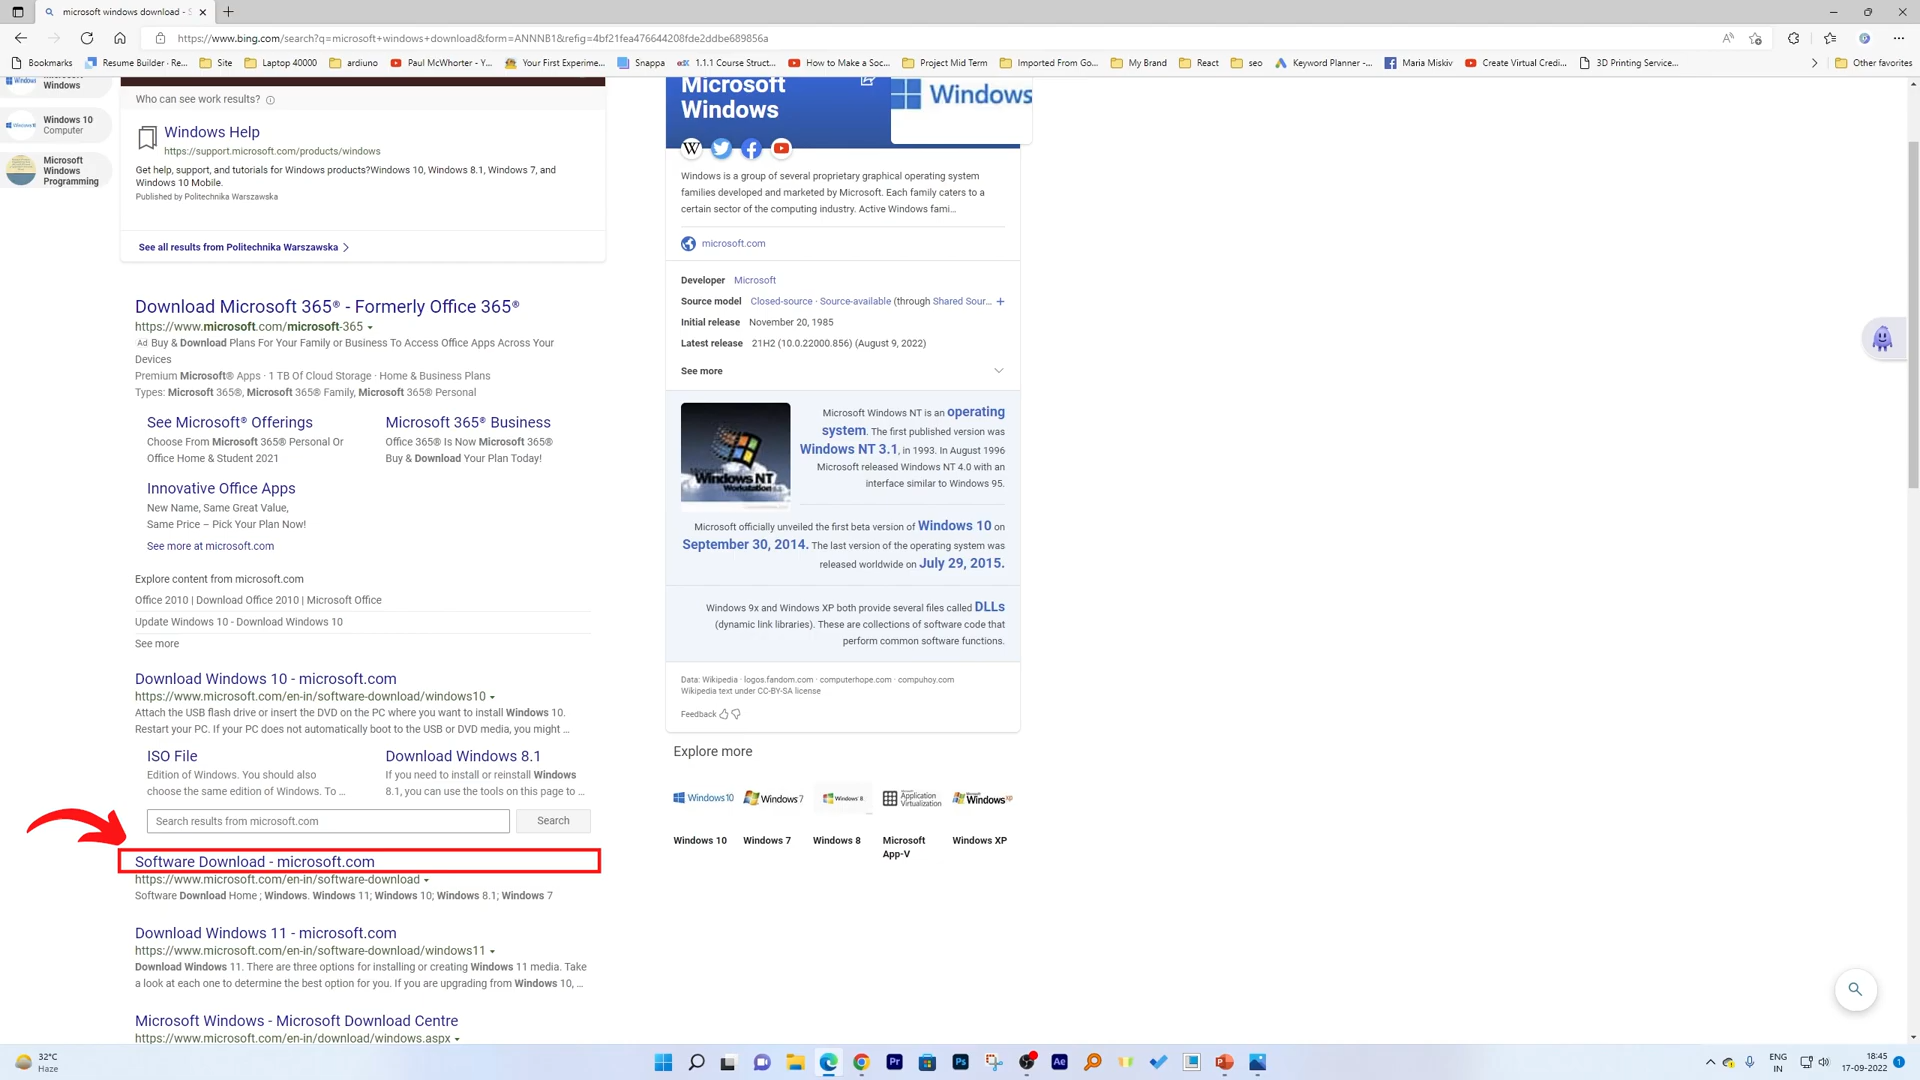 microsoft windows download - S
https://www.bing.com/search?q=microsoft+windows+download&form=ANNNB1&refig=4bf21fea476644208fde2ddbe689856a
Bookmarks
Resume Builder · Re...
Site
Laptop 40000
ardiuno
Paul McWhorter - Y...
Your First Experime...
Snappa
1.1.1 Course Struct...
How to Make a Soc...
Project Mid Term
Imported From Go...
My Brand
React
seo
Keyword Planner -...
Maria Miskiv
Create Virtual Credi...
3D Printing Service...
Other favorites
Microsoft
Windows
Windows 10
Computer
Microsoft
Windows
Programming
Who can see work results?
Windows Help
https://support.microsoft.com/products/windows
Get help, support, and tutorials for Windows products?Windows 10, Windows 8.1, Windows 7, and
Windows 10 Mobile.
Published by Politechnika Warszawska
See all results from Politechnika Warszawska
Download Microsoft 365® - Formerly Office 365®
https://www.microsoft.com/microsoft-365
Ad Buy & Download Plans For Your Family or Business To Access Office Apps Across Your
Devices
Premium Microsoft® Apps · 1 TB Of Cloud Storage · Home & Business Plans
Types: Microsoft 365®, Microsoft 365® Family, Microsoft 365® Personal
See Microsoft® Offerings
Choose From Microsoft 365® Personal Or
Office Home & Student 2021
Microsoft 365® Business
Office 365® Is Now Microsoft 365®
Buy & Download Your Plan Today!
Innovative Office Apps
New Name, Same Great Value,
Same Price – Pick Your Plan Now!
See more at microsoft.com
Explore content from microsoft.com
Office 2010 | Download Office 2010 | Microsoft Office
Update Windows 10 - Download Windows 10
See more
Download Windows 10 - microsoft.com
https://www.microsoft.com/en-in/software-download/windows10
Attach the USB flash drive or insert the DVD on the PC where you want to install Windows 10.
Restart your PC. If your PC does not automatically boot to the USB or DVD media, you might ...
ISO File
Edition of Windows. You should also
choose the same edition of Windows. To ...
Download Windows 8.1
If you need to install or reinstall Windows
8.1, you can use the tools on this page to ...
Search results from microsoft.com
Search
Software Download - microsoft.com
https://www.microsoft.com/en-in/software-download
Software Download Home ; Windows. Windows 11; Windows 10; Windows 8.1; Windows 7
Download Windows 11 - microsoft.com
https://www.microsoft.com/en-in/software-download/windows11
Download Windows 11. There are three options for installing or creating Windows 11 media. Take
a look at each one to determine the best option for you. If you are upgrading from Windows 10, ...
Microsoft Windows - Microsoft Download Centre
https://www.microsoft.com/en-in/download/windows.aspx
Microsoft
Windows
Windows
W
Windows is a group of several proprietary graphical operating system
families developed and marketed by Microsoft. Each family caters to a
certain sector of the computing industry. Active Windows fami...
microsoft.com
Developer Microsoft
Source model Closed-source · Source-available (through Shared Sour... +
Initial release November 20, 1985
Latest release 21H2 (10.0.22000.856) (August 9, 2022)
See more
Windows NT
Workstation
Microsoft Windows NT is an operating
system. The first published version was
Windows NT 3.1, in 1993. In August 1996
Microsoft released Windows NT 4.0 with an
interface similar to Windows 95.
Microsoft officially unveiled the first beta version of Windows 10 on
September 30, 2014. The last version of the operating system was
released worldwide on July 29, 2015.
Windows 9x and Windows XP both provide several files called DLLs
(dynamic link libraries). These are collections of software code that
perform common software functions.
Data: Wikipedia · logos.fandom.com · computerhope.com · compuhoy.com
Wikipedia text under CC-BY-SA license
Feedback
Explore more
Windows10
Windows7
Windows 8
Microsoft
Application
Virtualization
Windows xp
Windows 10
Windows 7
Windows 8
Microsoft
App-V
Windows XP
32°C
Haze
Pr
Ps
Ae
ENG
IN
18:45
17-09-2022
1